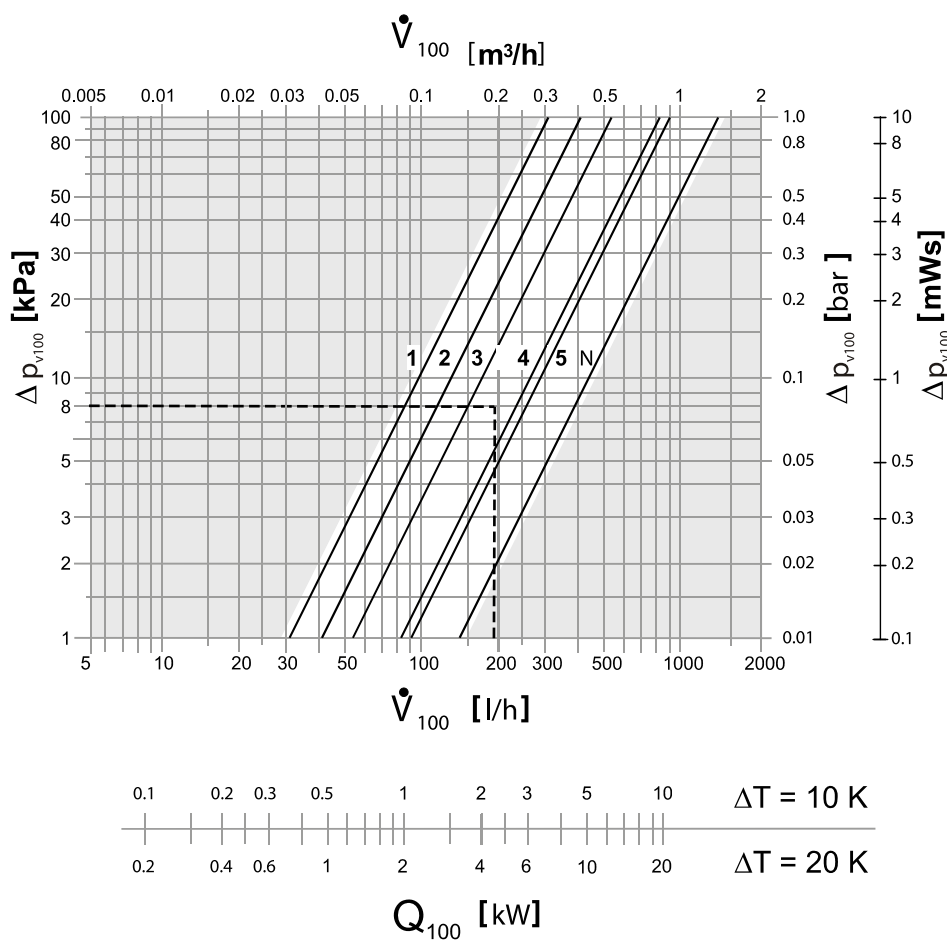 V̇100 [m³/h]
0.005 0.01 0.02 0.03 0.05 0.1 0.2 0.3 0.5 1 2
100 1.0 10
80 0.8 8
50 0.5 5
40 0.4 4
30 0.3 3
20 0.2 2
1 2 3 4 5 N
10 0.1 1
8
5 0.05 0.5
3 0.03 0.3
2 0.02 0.2
1 0.01 0.1
Δ pv100 [kPa]
Δ pv100 [bar]
Δ pv100 [mWs]
5 10 20 30 50 100 200 300 500 1000 2000
V̇100 [l/h]
0.1 0.2 0.3 0.5 1 2 3 5 10 ΔT = 10 K
0.2 0.4 0.6 1 2 4 6 10 20 ΔT = 20 K
Q100 [kW]